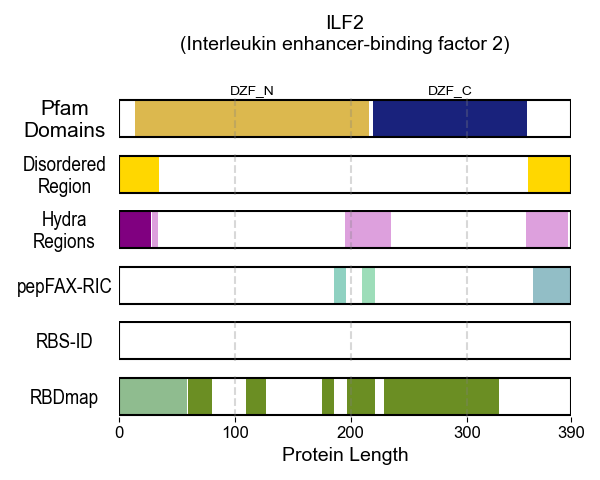 ILF2
(Interleukin enhancer-binding factor 2)
DZF_N
DZF_C
Pfam
Domains
Disordered
Region
Hydra
Regions
pepFAX-RIC
RBS-ID
RBDmap
0 100 200 300 390
Protein Length